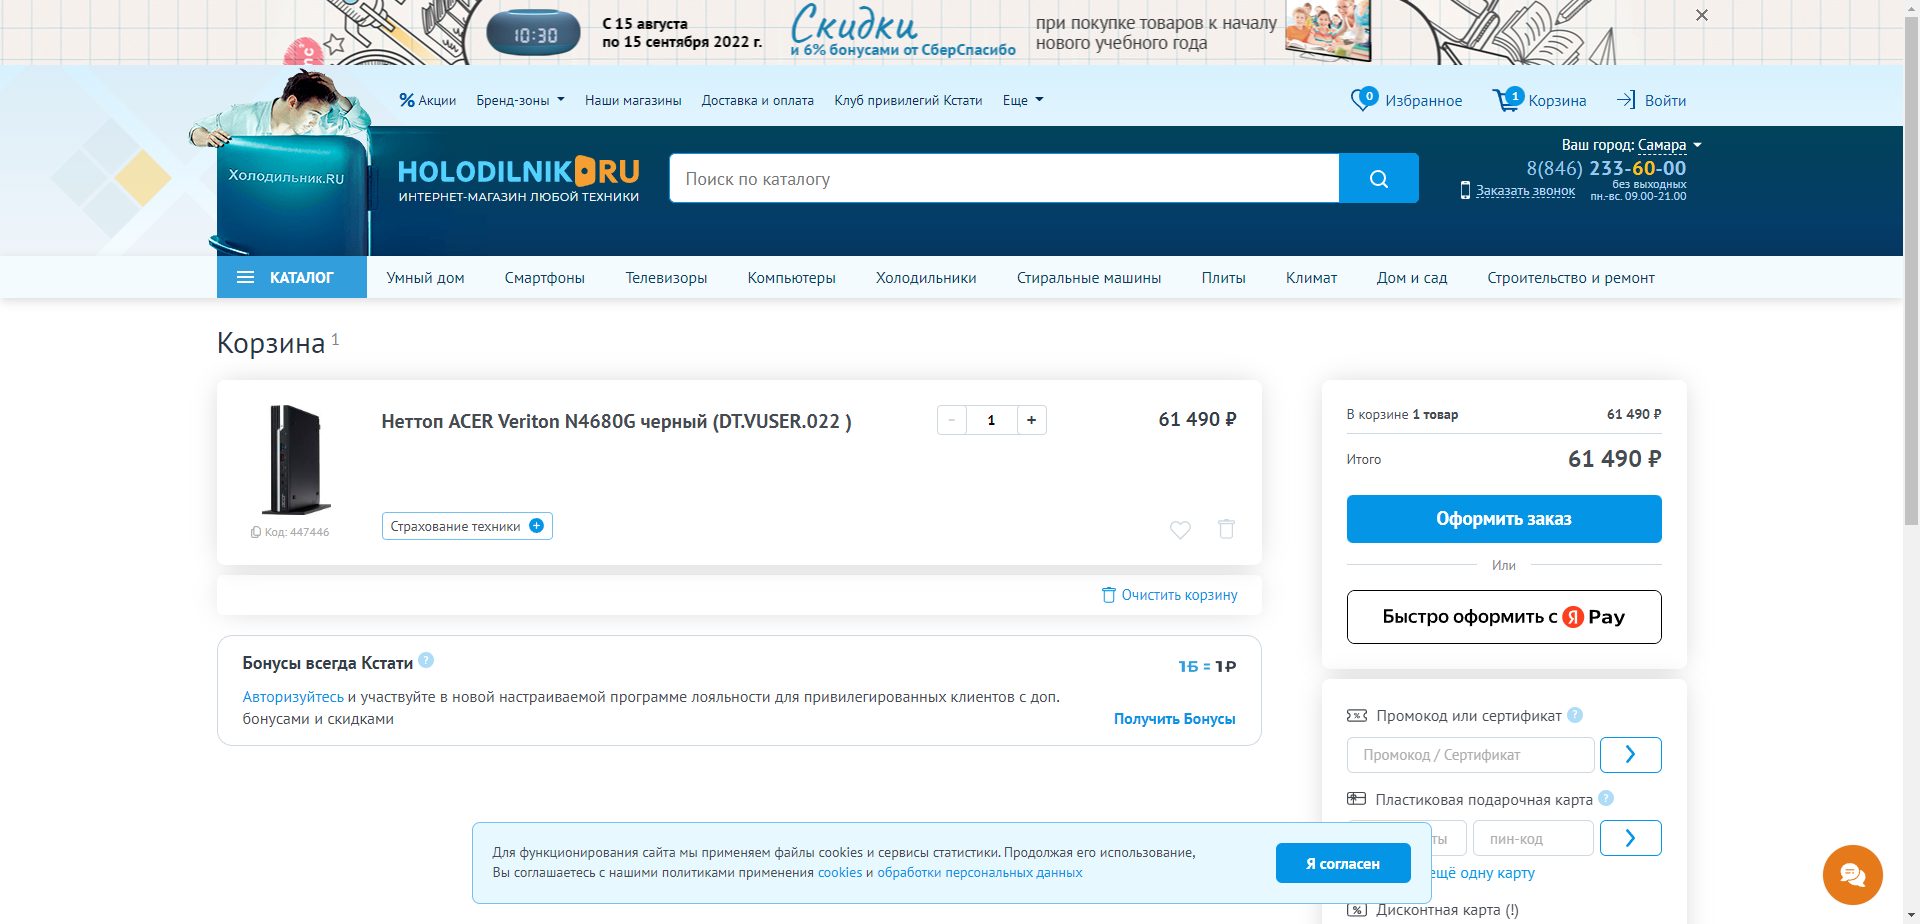 10:30
С 15 августа
по 15 сентября 2022 г.
Скидки
и 6% бонусами от СберСпасибо
при покупке товаров к началу
нового учебного года
% Акции
Бренд-зоны
Наши магазины
Доставка и оплата
Клуб привилегий Кстати
Еще
0 Избранное
1 Корзина
Войти
Холодильник.RU
HOLODILNIK.RU
ИНТЕРНЕТ-МАГАЗИН ЛЮБОЙ ТЕХНИКИ
Поиск по каталогу
Ваш город: Самара
8(846) 233-60-00
Заказать звонок
без выходных
пн.-вс. 09.00-21.00
КАТАЛОГ
Умный дом
Смартфоны
Телевизоры
Компьютеры
Холодильники
Стиральные машины
Плиты
Климат
Дом и сад
Строительство и ремонт
Корзина 1
Неттоп ACER Veriton N4680G черный (DT.VUSER.022 )
− 1 +
61 490 ₽
Код: 447446
Страхование техники +
Очистить корзину
Бонусы всегда Кстати ?
1Б = 1₽
Авторизуйтесь и участвуйте в новой настраиваемой программе лояльности для привилегированных клиентов с доп.
бонусами и скидками
Получить Бонусы
В корзине 1 товар
61 490 ₽
Итого
61 490 ₽
Оформить заказ
Или
Быстро оформить с Я Pay
Промокод или сертификат ?
Промокод / Сертификат
Пластиковая подарочная карта ?
ты
пин-код
ещё одну карту
Дисконтная карта (!)
Для функционирования сайта мы применяем файлы cookies и сервисы статистики. Продолжая его использование,
Вы соглашаетесь с нашими политиками применения cookies и обработки персональных данных
Я согласен